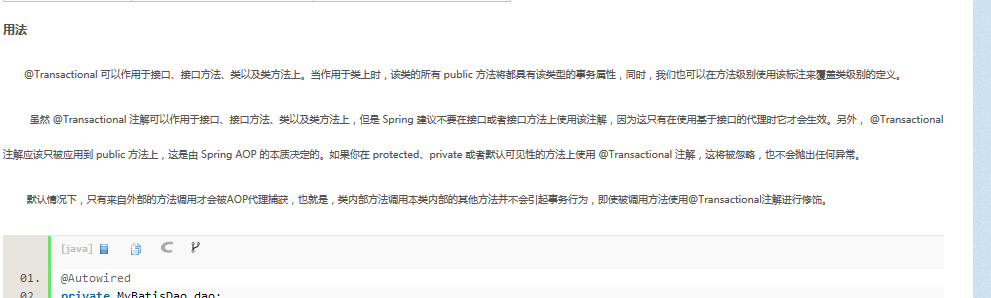 用法
@Transactional 可以作用于接口、接口方法、类以及类方法上。当作用于类上时，该类的所有 public 方法将都具有该类型的事务属性，同时，我们也可以在方法级别使用该标注来覆盖类级别的定义。
虽然 @Transactional 注解可以作用于接口、接口方法、类以及类方法上，但是 Spring 建议不要在接口或者接口方法上使用该注解，因为这只有在使用基于接口的代理时它才会生效。另外， @Transactional
注解应该只被应用到 public 方法上，这是由 Spring AOP 的本质决定的。如果你在 protected、private 或者默认可见性的方法上使用 @Transactional 注解，这将被忽略，也不会抛出任何异常。
默认情况下，只有来自外部的方法调用才会被AOP代理捕获，也就是，类内部方法调用本类内部的其他方法并不会引起事务行为，即使被调用方法使用@Transactional注解进行修饰。
[java]
01. @Autowired
02. private MyBatisDao dao;